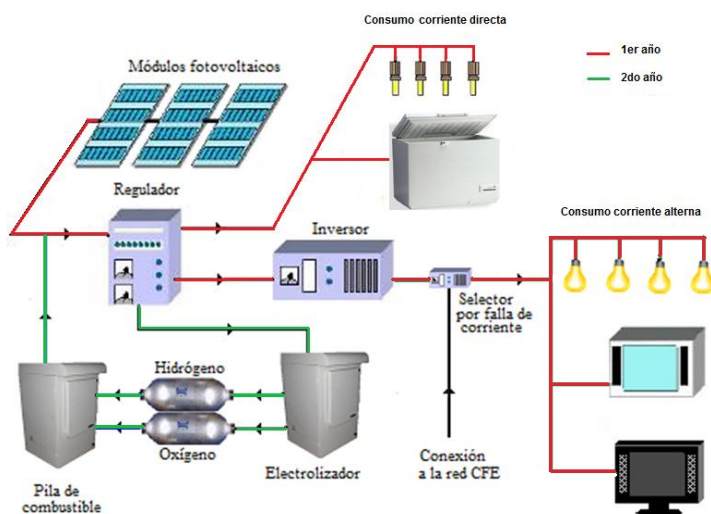 Consumo corriente directa
1er año
2do año
Módulos fotovoltaicos
Regulador
Inversor
Consumo corriente alterna
Selector
por falla de
corriente
Hidrógeno
Oxígeno
Electrolizador
Conexión
a la red CFE
Pila de
combustible